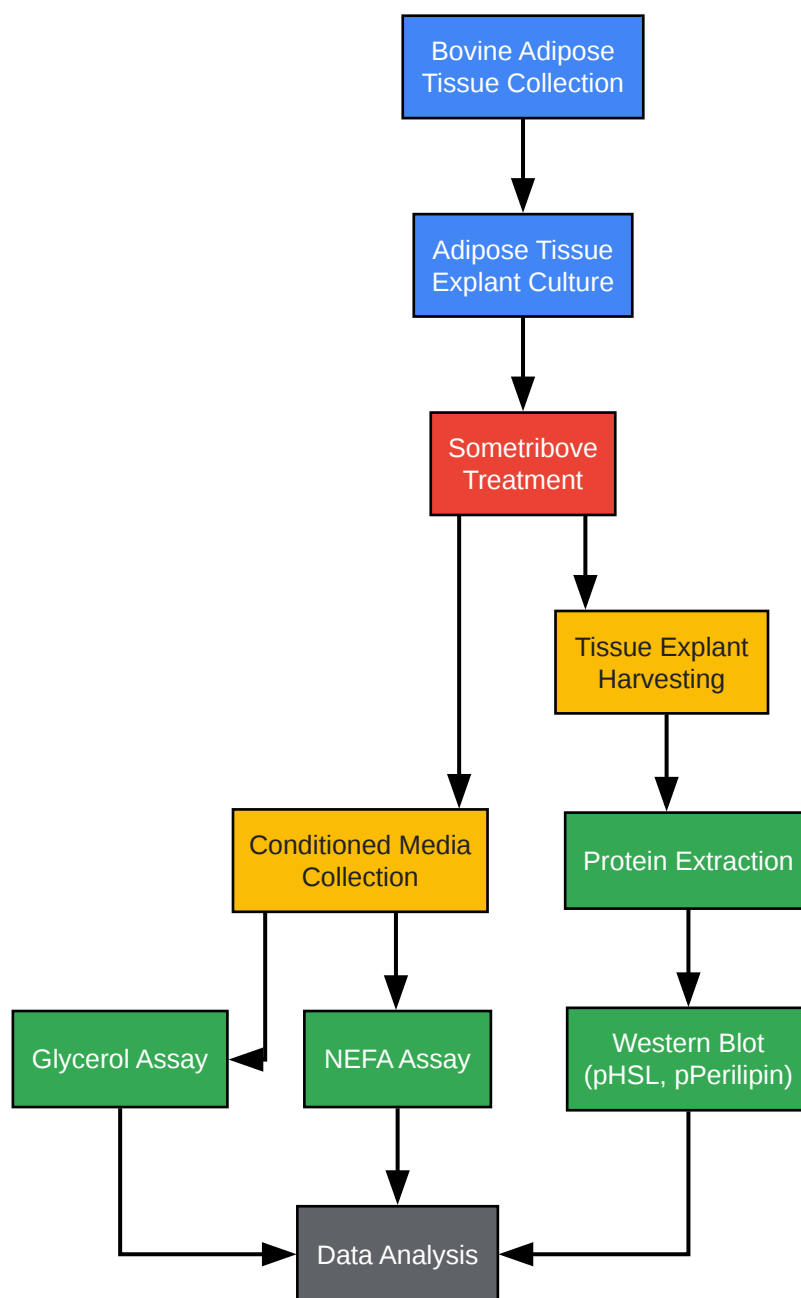 Bovine Adipose
Tissue Collection
Adipose Tissue
Explant Culture
Sometribove
Treatment
Tissue Explant
Harvesting
Conditioned Media
Collection
Protein Extraction
Glycerol Assay
NEFA Assay
Western Blot
(pHSL, pPerilipin)
Data Analysis